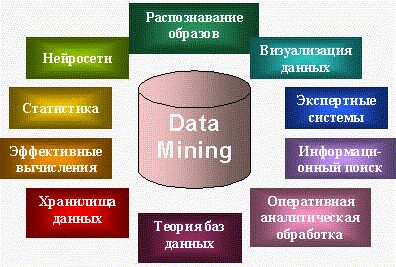 Распознавание
образов
Нейросети
Визуализация
данных
Статистика
Экспертные
системы
Data
Mining
Эффективные
вычисления
Информаци-
онный поиск
Хранилища
данных
Оперативная
аналитическая
обработка
Теория баз
данных